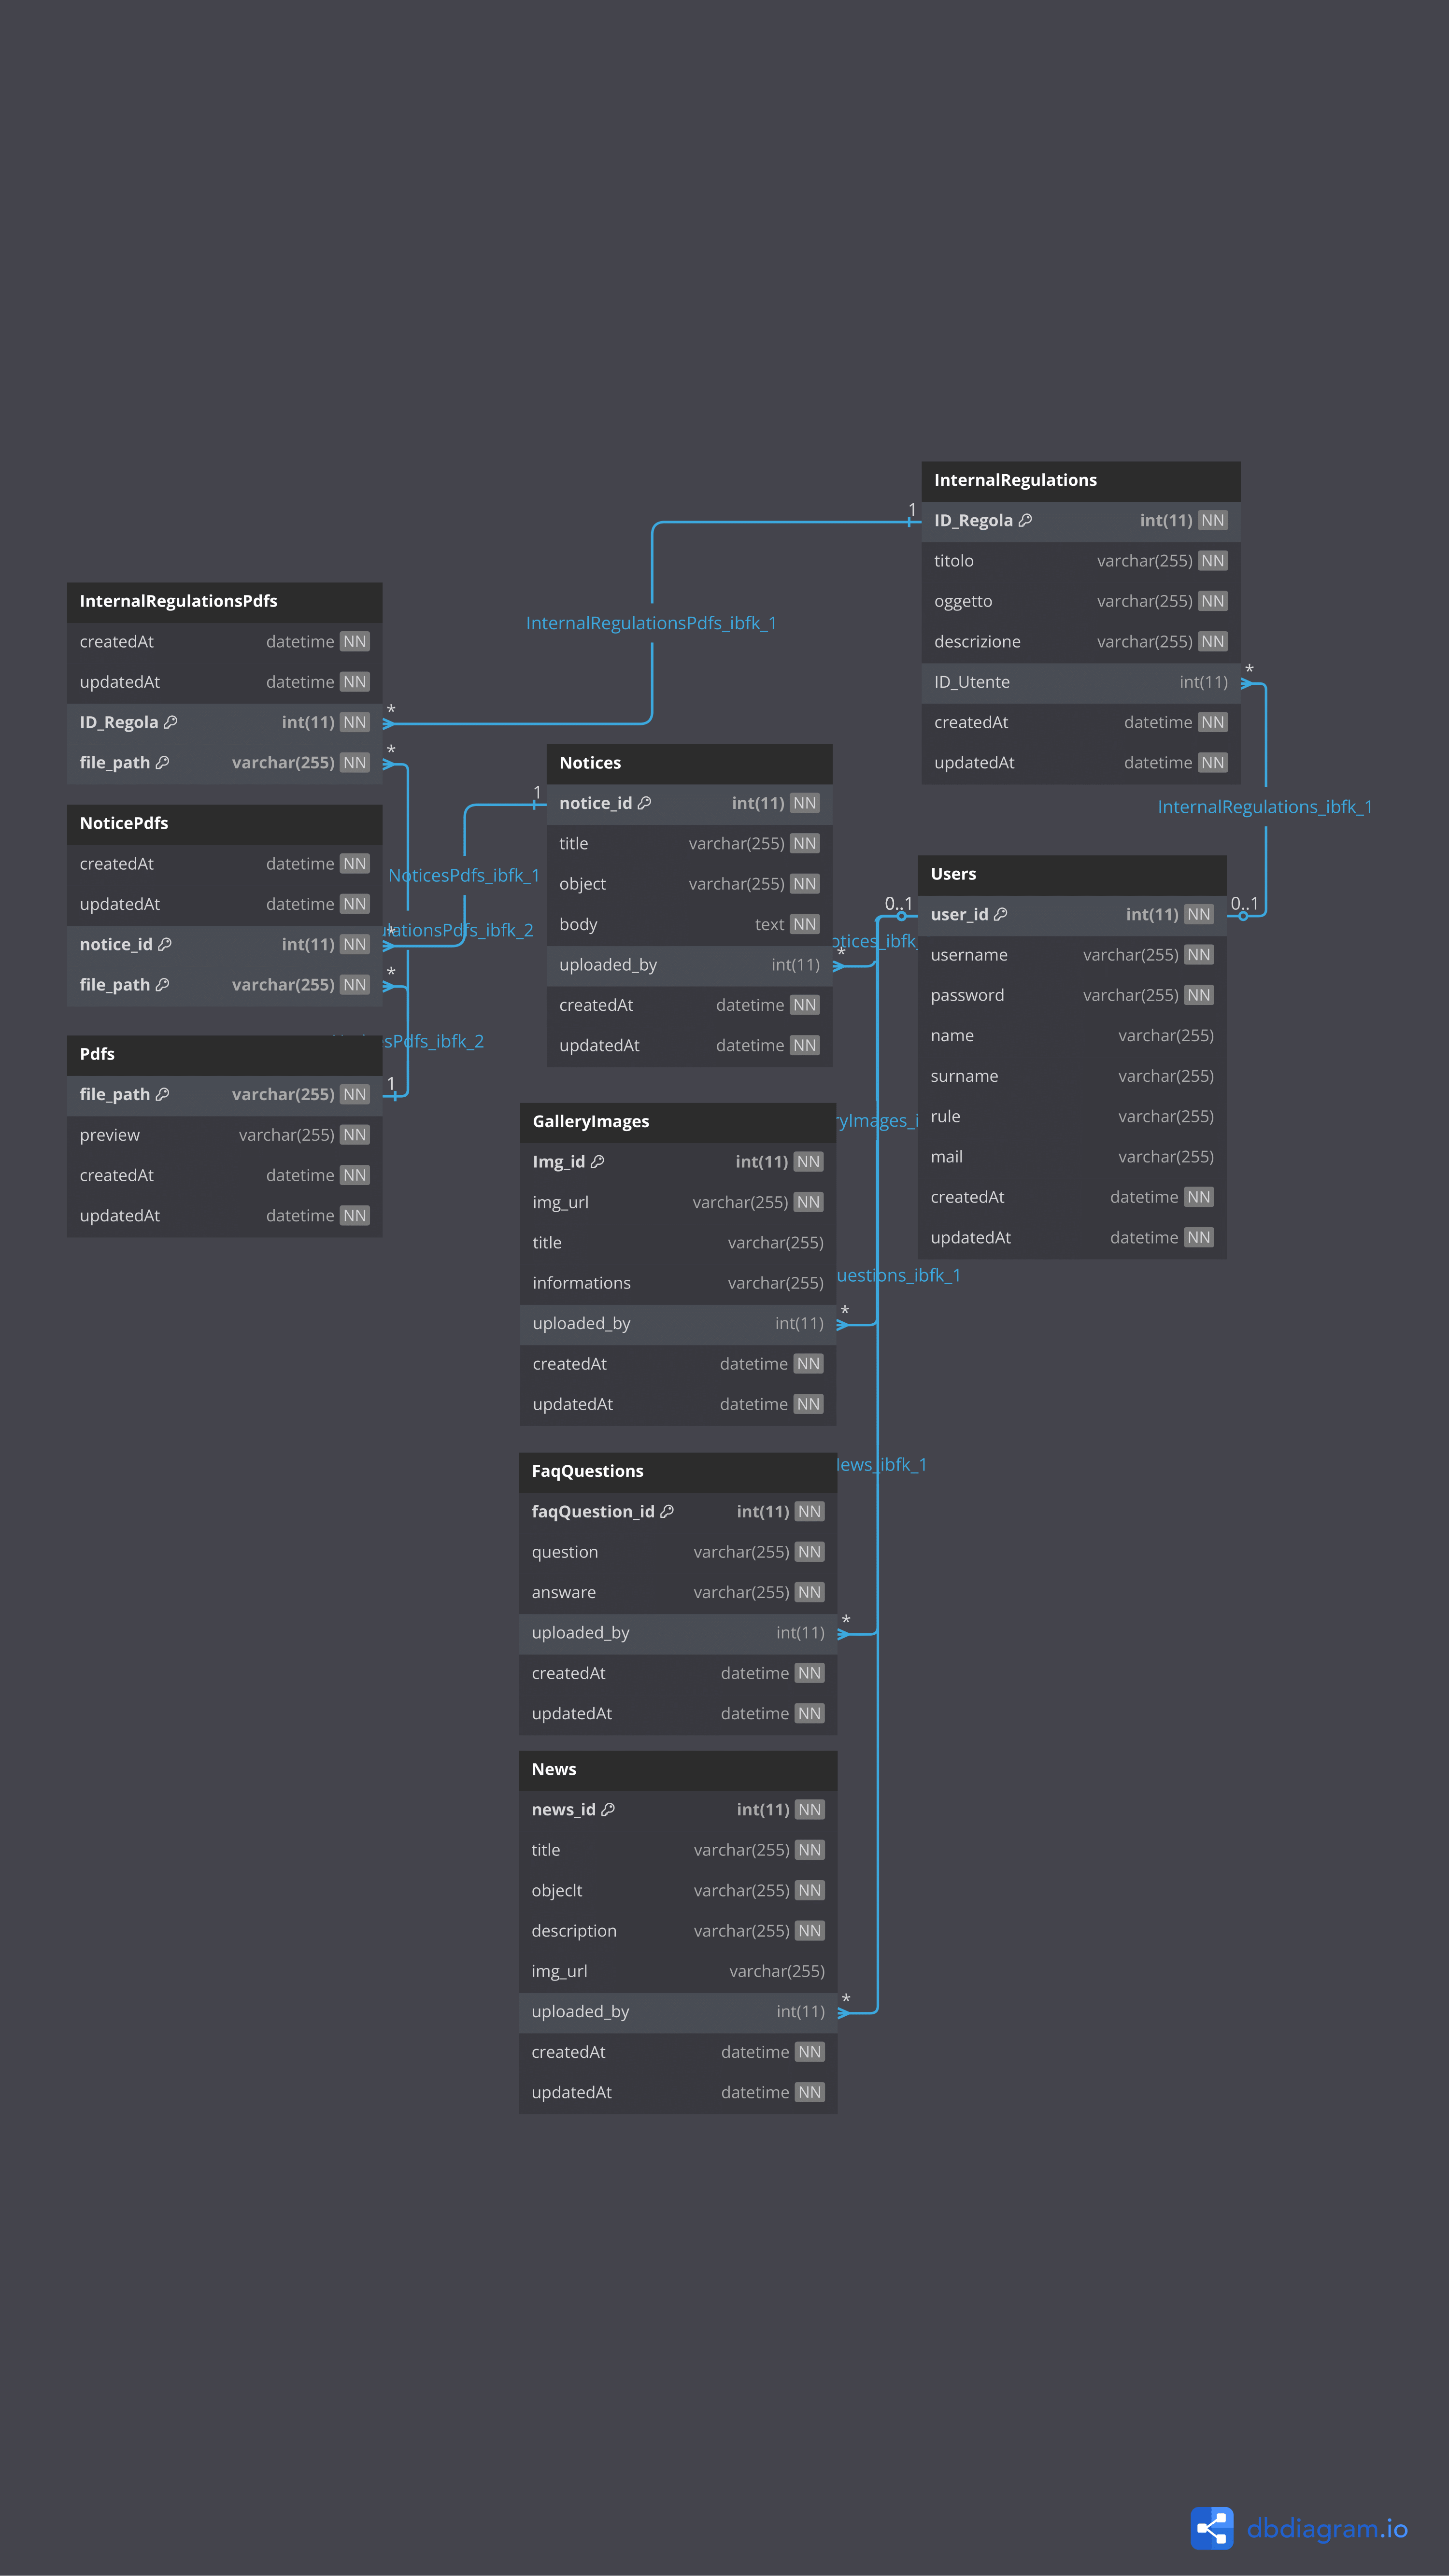 InternalRegulations
ID_Regola int(11) NN
titolo varchar(255) NN
oggetto varchar(255) NN
descrizione varchar(255) NN
ID_Utente int(11)
createdAt datetime NN
updatedAt datetime NN
1
*
InternalRegulationsPdfs_ibfk_1
InternalRegulations_ibfk_1
InternalRegulationsPdfs
createdAt datetime NN
updatedAt datetime NN
ID_Regola int(11) NN
file_path varchar(255) NN
*
*
NoticePdfs
createdAt datetime NN
updatedAt datetime NN
notice_id int(11) NN
file_path varchar(255) NN
*
*
NoticesPdfs_ibfk_1
ulationsPdfs_ibfk_2
esPdfs_ibfk_2
Pdfs
file_path varchar(255) NN
preview varchar(255) NN
createdAt datetime NN
updatedAt datetime NN
1
Notices
notice_id int(11) NN
title varchar(255) NN
object varchar(255) NN
body text NN
uploaded_by int(11)
createdAt datetime NN
updatedAt datetime NN
1
*
otices_ibfk_
Users
user_id int(11) NN
username varchar(255) NN
password varchar(255) NN
name varchar(255)
surname varchar(255)
rule varchar(255)
mail varchar(255)
createdAt datetime NN
updatedAt datetime NN
0..1
0..1
GalleryImages
Img_id int(11) NN
img_url varchar(255) NN
title varchar(255)
informations varchar(255)
uploaded_by int(11)
createdAt datetime NN
updatedAt datetime NN
*
ryImages_i
uestions_ibfk_1
FaqQuestions
faqQuestion_id int(11) NN
question varchar(255) NN
answare varchar(255) NN
uploaded_by int(11)
createdAt datetime NN
updatedAt datetime NN
*
lews_ibfk_1
News
news_id int(11) NN
title varchar(255) NN
objeclt varchar(255) NN
description varchar(255) NN
img_url varchar(255)
uploaded_by int(11)
createdAt datetime NN
updatedAt datetime NN
*
dbdiagram.io